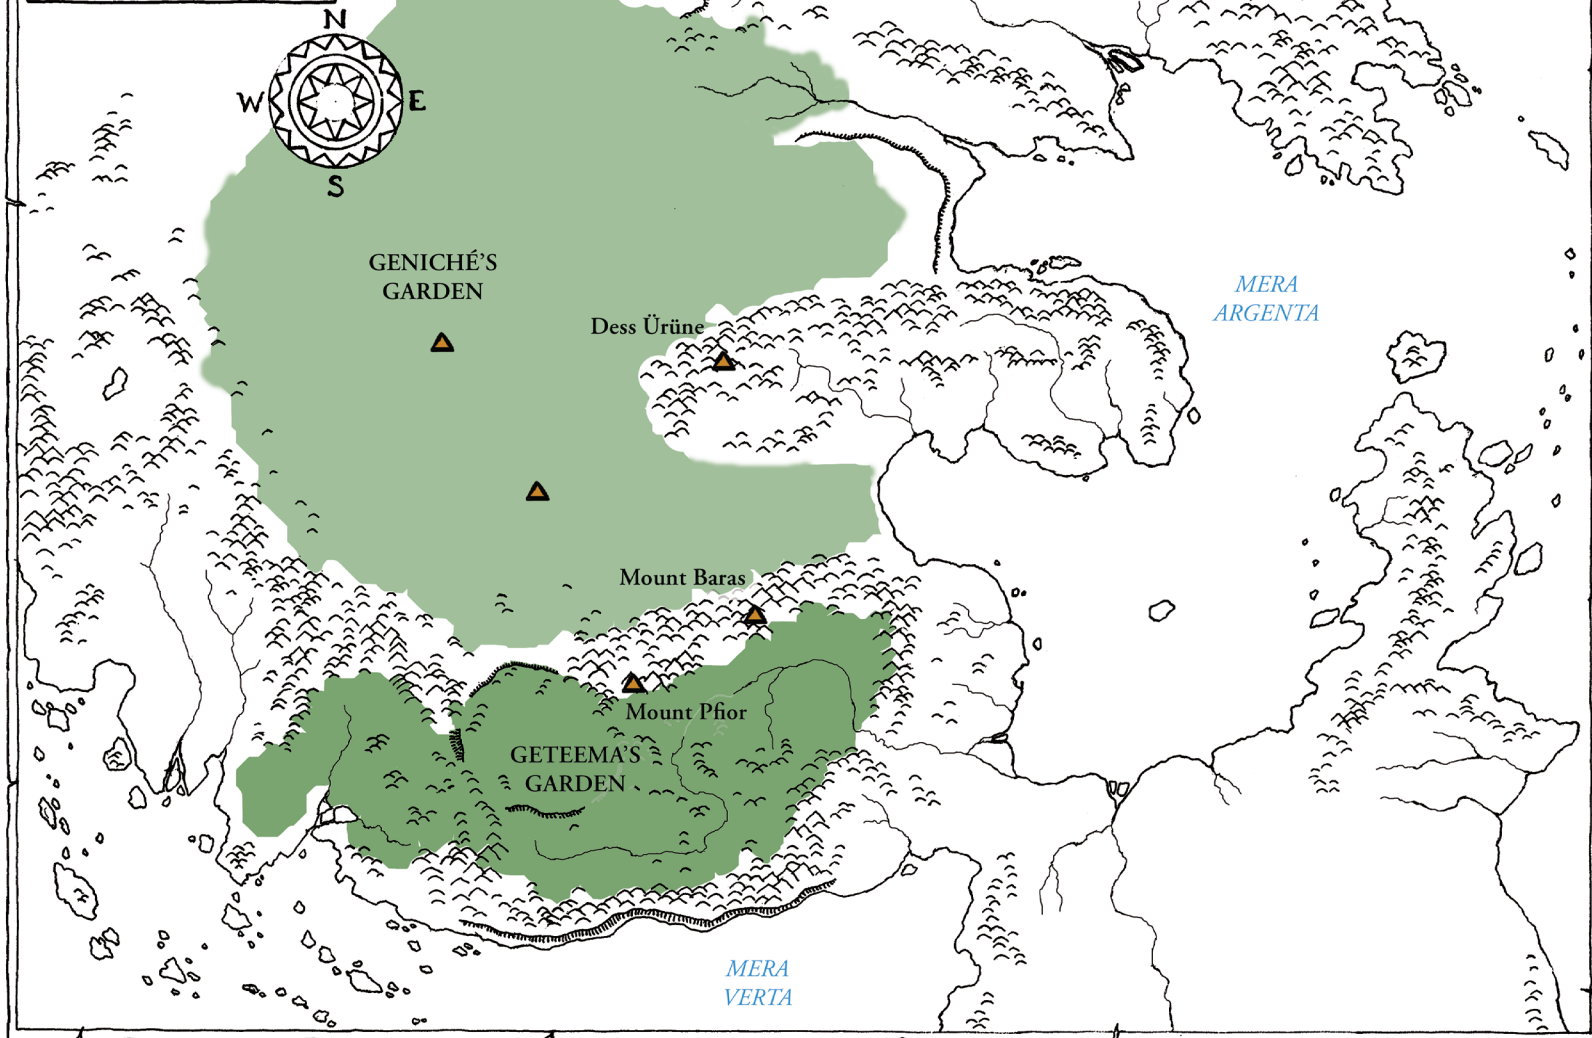 N
W
E
S
GENICHÉ'S
GARDEN
MERA
ARGENTA
Dess Ürüne
Mount Baras
Mount Pfior
GETEEMA'S
GARDEN
MERA
VERTA